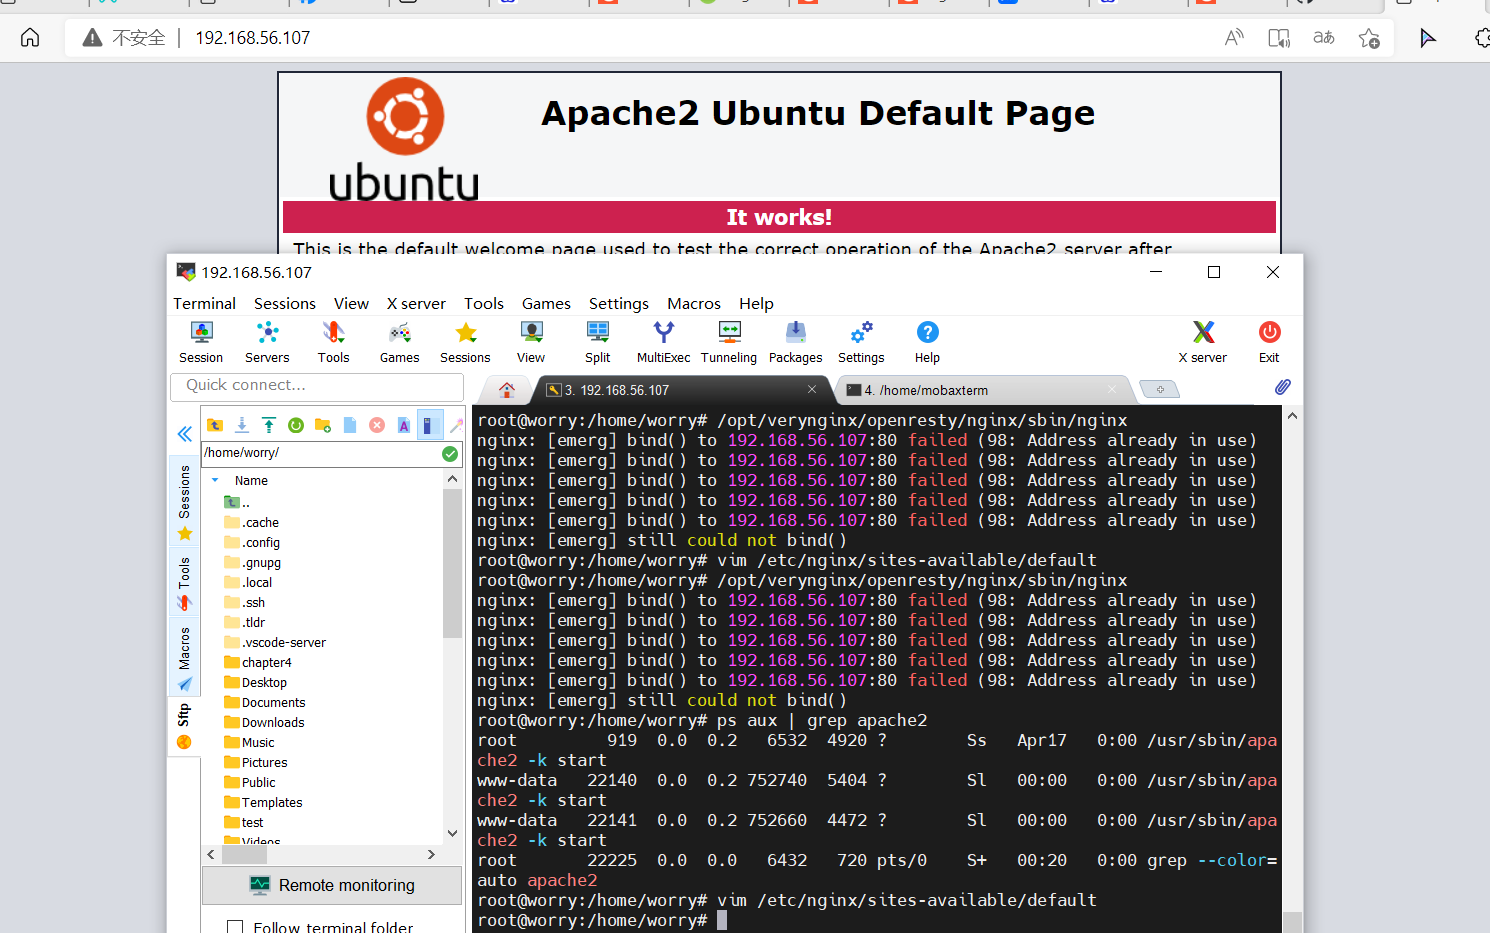 不安全 | 192.168.56.107
aあ
Apache2 Ubuntu Default Page
ubuntu
It works!
This is the default welcome page used to test the correct operation of the Apache2 server after
192.168.56.107
Terminal Sessions View X server Tools Games Settings Macros Help
Session Servers Tools Games Sessions View Split MultiExec Tunneling Packages Settings Help X server Exit
Quick connect...
3. 192.168.56.107
4. /home/mobaxterm
/home/worry/
Sessions
Tools
Macros
Sftp
Name
..
.cache
.config
.gnupg
.local
.ssh
.tldr
.vscode-server
chapter4
Desktop
Documents
Downloads
Music
Pictures
Public
Templates
test
Videos
Remote monitoring
Follow terminal folder
root@worry:/home/worry# /opt/verynginx/openresty/nginx/sbin/nginx
nginx: [emerg] bind() to 192.168.56.107:80 failed (98: Address already in use)
nginx: [emerg] bind() to 192.168.56.107:80 failed (98: Address already in use)
nginx: [emerg] bind() to 192.168.56.107:80 failed (98: Address already in use)
nginx: [emerg] bind() to 192.168.56.107:80 failed (98: Address already in use)
nginx: [emerg] bind() to 192.168.56.107:80 failed (98: Address already in use)
nginx: [emerg] still could not bind()
root@worry:/home/worry# vim /etc/nginx/sites-available/default
root@worry:/home/worry# /opt/verynginx/openresty/nginx/sbin/nginx
nginx: [emerg] bind() to 192.168.56.107:80 failed (98: Address already in use)
nginx: [emerg] bind() to 192.168.56.107:80 failed (98: Address already in use)
nginx: [emerg] bind() to 192.168.56.107:80 failed (98: Address already in use)
nginx: [emerg] bind() to 192.168.56.107:80 failed (98: Address already in use)
nginx: [emerg] bind() to 192.168.56.107:80 failed (98: Address already in use)
nginx: [emerg] still could not bind()
root@worry:/home/worry# ps aux | grep apache2
root 919 0.0 0.2 6532 4920 ? Ss Apr17 0:00 /usr/sbin/apa
che2 -k start
www-data 22140 0.0 0.2 752740 5404 ? Sl 00:00 0:00 /usr/sbin/apa
che2 -k start
www-data 22141 0.0 0.2 752660 4472 ? Sl 00:00 0:00 /usr/sbin/apa
che2 -k start
root 22225 0.0 0.0 6432 720 pts/0 S+ 00:20 0:00 grep --color=
auto apache2
root@worry:/home/worry# vim /etc/nginx/sites-available/default
root@worry:/home/worry#